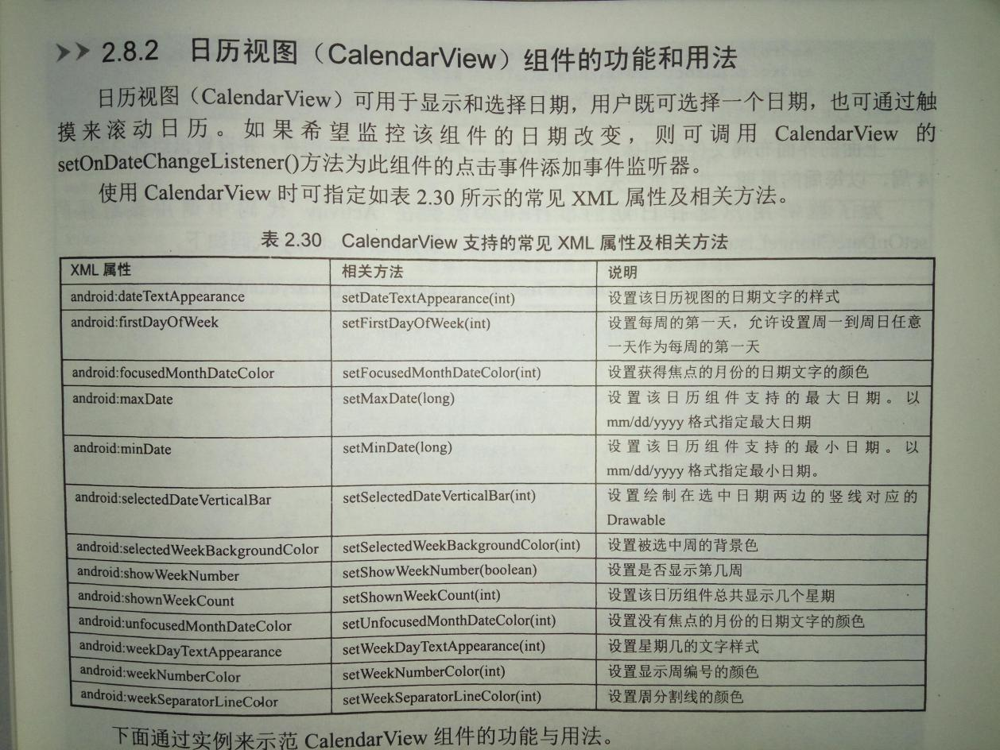 2.8.2 日历视图（CalendarView）组件的功能和用法
日历视图（CalendarView）可用于显示和选择日期，用户既可选择一个日期，也可通过触
摸来滚动日历。如果希望监控该组件的日期改变，则可调用 CalendarView 的
setOnDateChangeListener()方法为此组件的点击事件添加事件监听器。
使用 CalendarView 时可指定如表 2.30 所示的常见 XML 属性及相关方法。
表 2.30 CalendarView 支持的常见 XML 属性及相关方法
XML 属性 相关方法 说明
android:dateTextAppearance setDateTextAppearance(int) 设置该日历视图的日期文字的样式
android:firstDayOfWeek setFirstDayOfWeek(int) 设置每周的第一天，允许设置周一到周日任意
一天作为每周的第一天
android:focusedMonthDateColor setFocusedMonthDateColor(int) 设置获得焦点的月份的日期文字的颜色
android:maxDate setMaxDate(long) 设置该日历组件支持的最大日期。以
mm/dd/yyyy 格式指定最大日期
android:minDate setMinDate(long) 设置该日历组件支持的最小日期。以
mm/dd/yyyy 格式指定最小日期。
android:selectedDateVerticalBar setSelectedDateVerticalBar(int) 设置绘制在选中日期两边的竖线对应的
Drawable
android:selectedWeekBackgroundColor setSelectedWeekBackgroundColor(int) 设置被选中周的背景色
android:showWeekNumber setShowWeekNumber(boolean) 设置是否显示第几周
android:shownWeekCount setShownWeekCount(int) 设置该日历组件总共显示几个星期
android:unfocusedMonthDateColor setUnfocusedMonthDateColor(int) 设置没有焦点的月份的日期文字的颜色
android:weekDayTextAppearance setWeekDayTextAppearance(int) 设置星期几的文字样式
android:weekNumberColor setWeekNumberColor(int) 设置显示周编号的颜色
android:weekSeparatorLineColor setWeekSeparatorLineColor(int) 设置周分割线的颜色
下面通过实例来示范 CalendarView 组件的功能与用法。